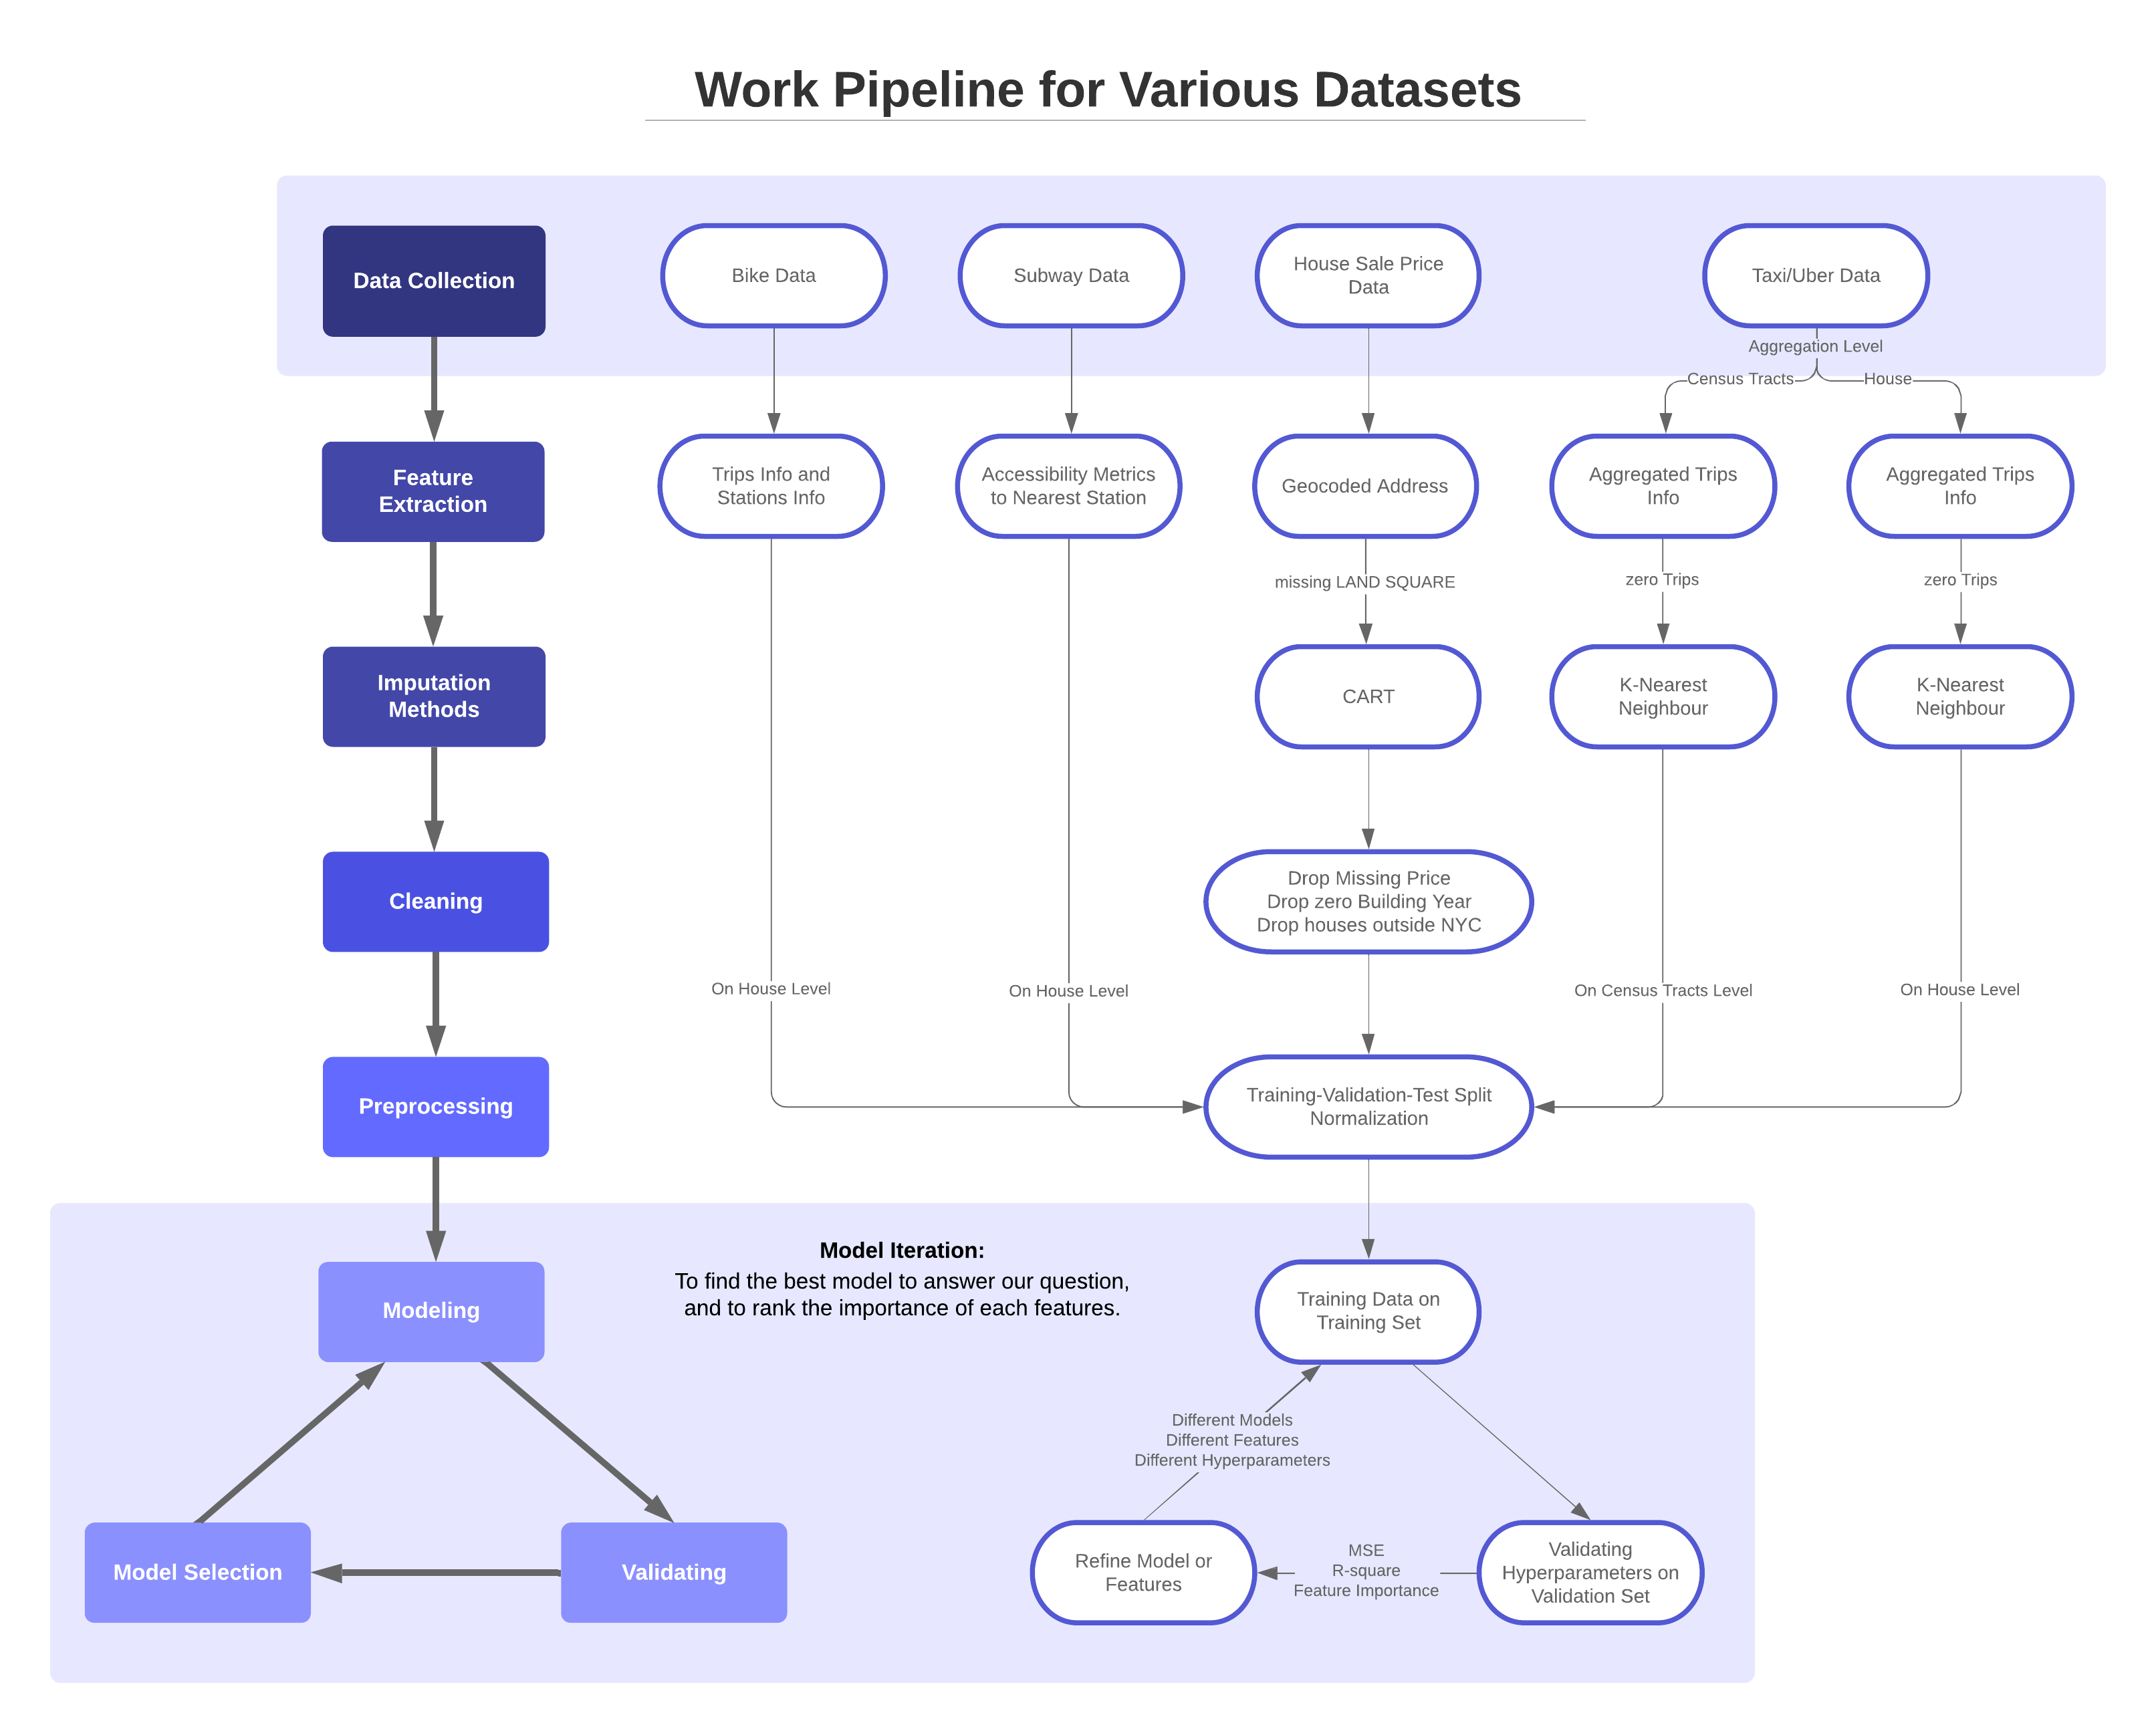 Work Pipeline for Various Datasets
Data Collection
Bike Data
Subway Data
House Sale Price
Data
Taxi/Uber Data
Aggregation Level
Census Tracts
House
Feature
Extraction
Trips Info and
Stations Info
Accessibility Metrics
to Nearest Station
Geocoded Address
Aggregated Trips
Info
Aggregated Trips
Info
missing LAND SQUARE
zero Trips
zero Trips
Imputation
Methods
CART
K-Nearest
Neighbour
K-Nearest
Neighbour
Cleaning
Drop Missing Price
Drop zero Building Year
Drop houses outside NYC
On House Level
On House Level
On Census Tracts Level
On House Level
Preprocessing
Training-Validation-Test Split
Normalization
Model Iteration:
To find the best model to answer our question,
and to rank the importance of each features.
Modeling
Training Data on
Training Set
Different Models
Different Features
Different Hyperparameters
Model Selection
Validating
Refine Model or
Features
MSE
R-square
Feature Importance
Validating
Hyperparameters on
Validation Set